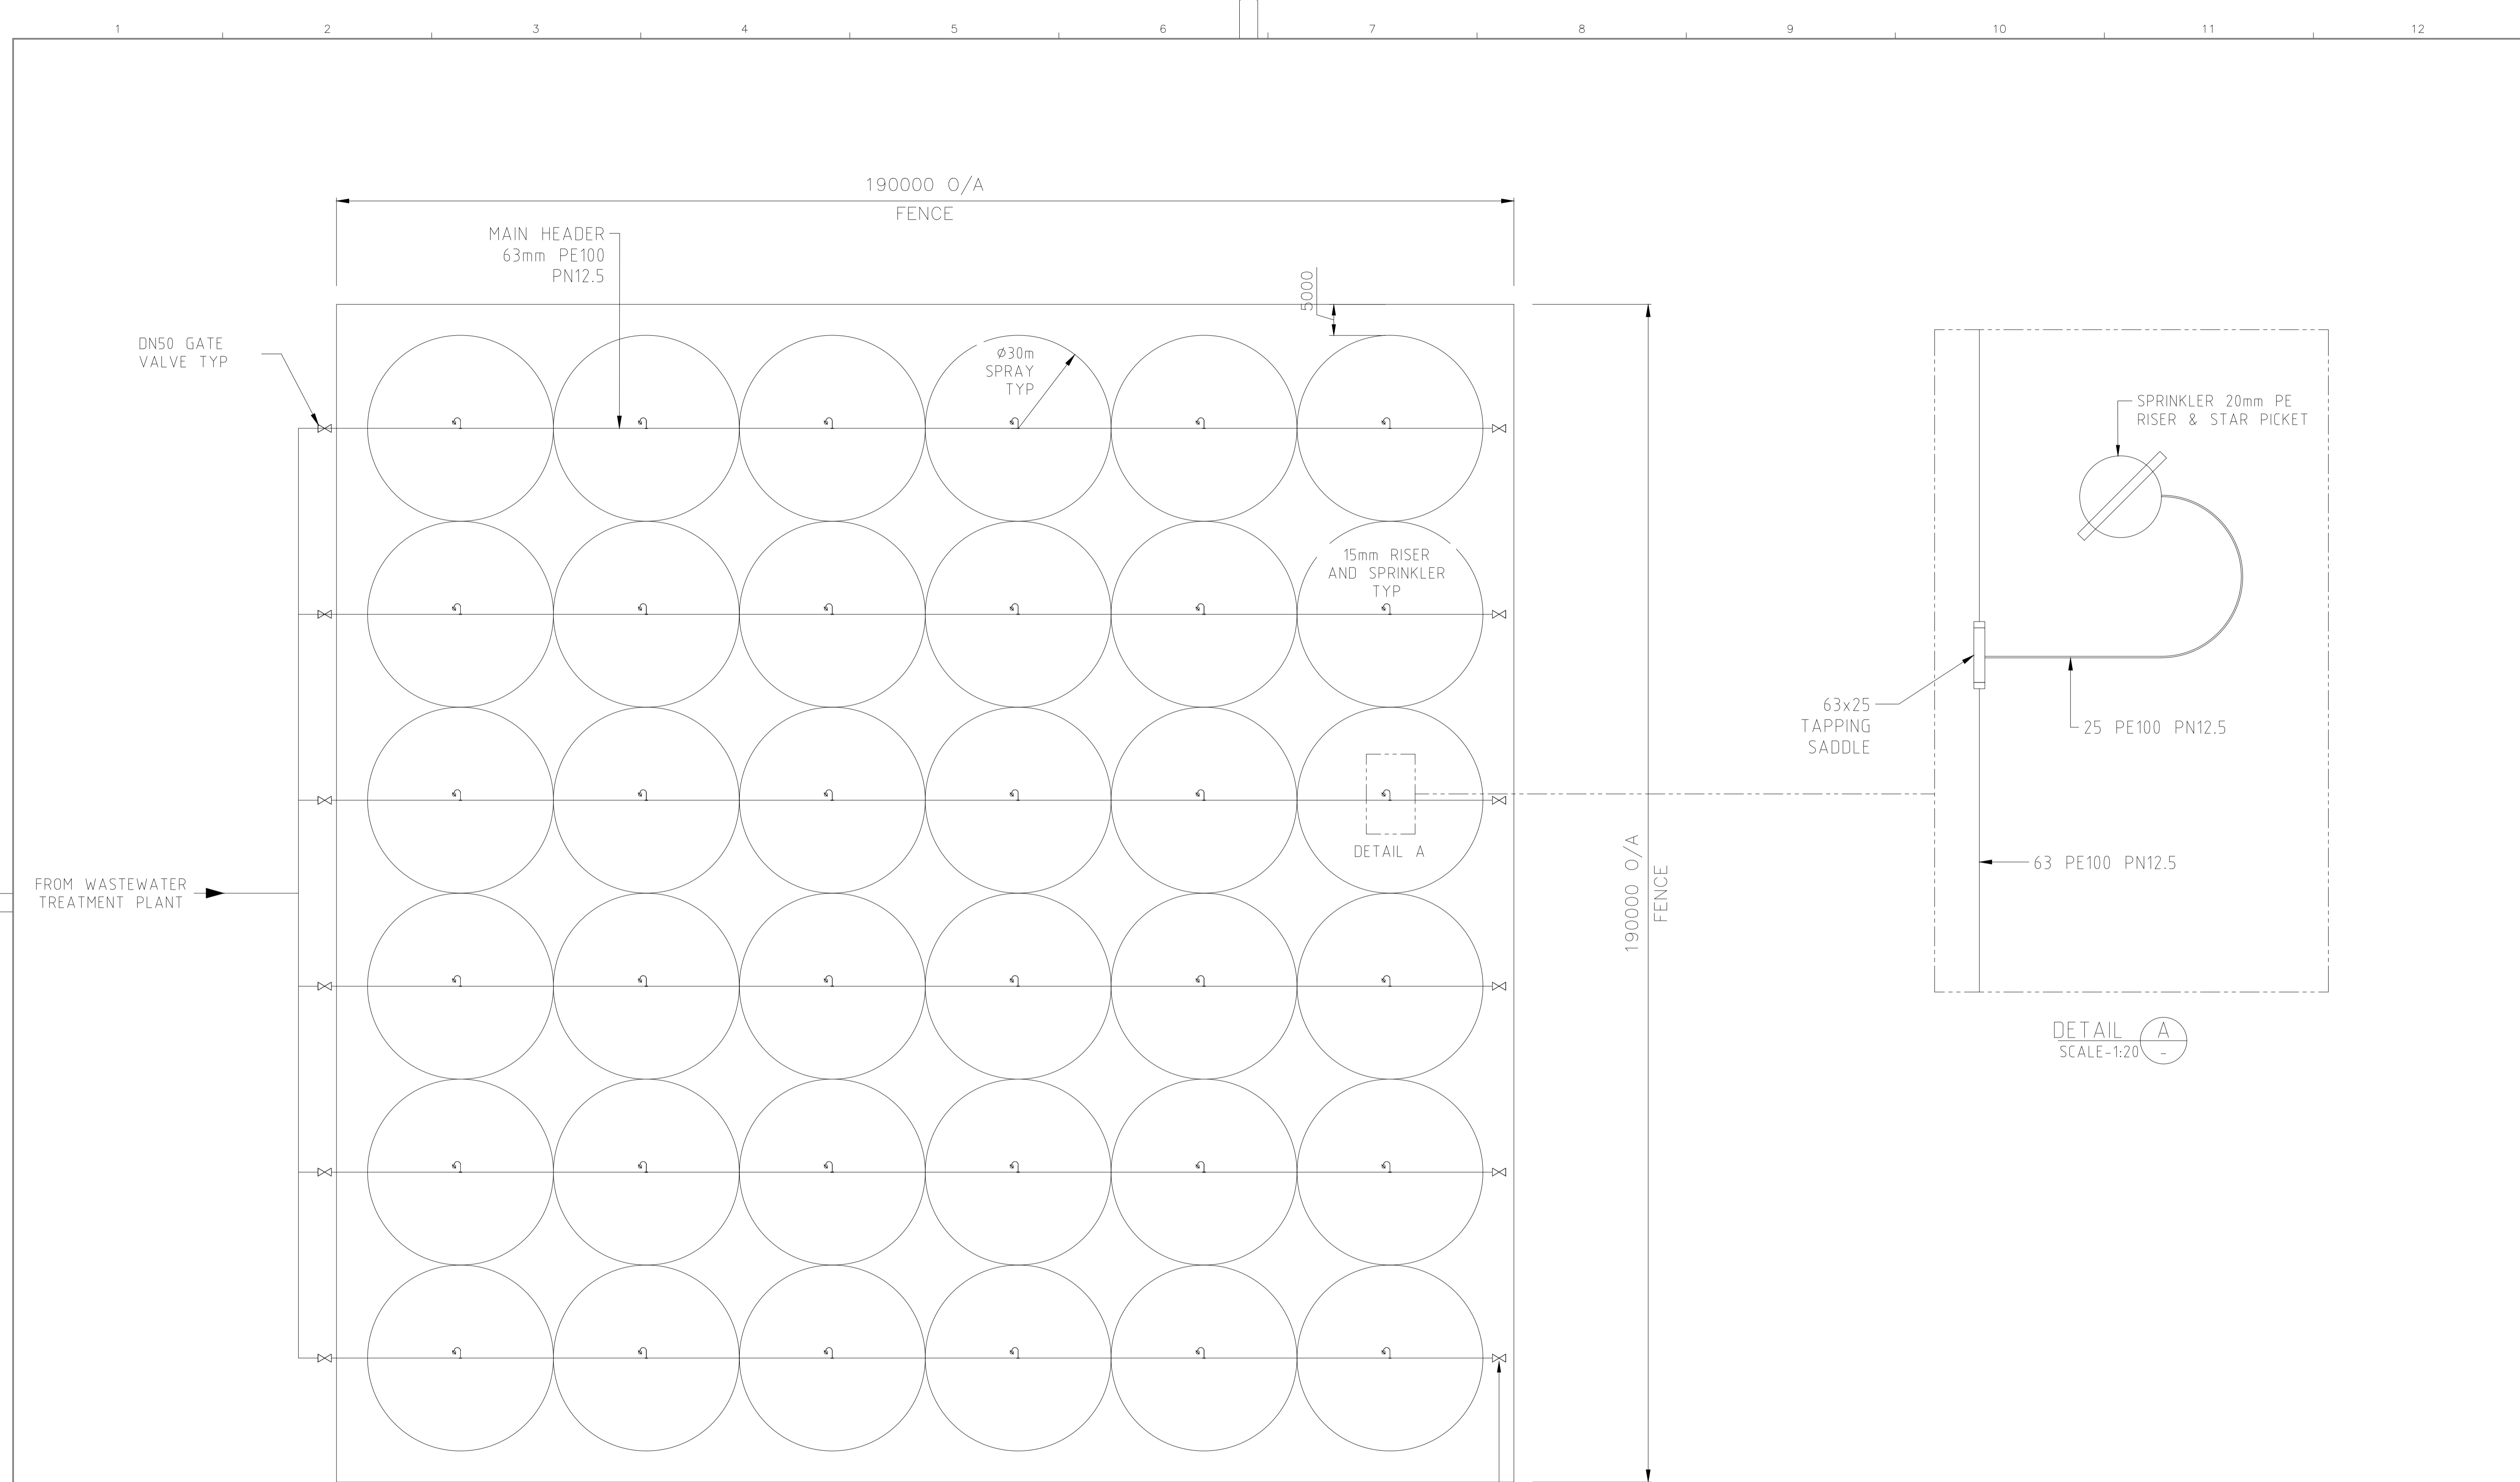 1 2 3 4 5 6 7 8 9 10 11 12
190000 O/A
FENCE
MAIN HEADER
63mm PE100
PN12.5
5000
DN50 GATE
VALVE TYP
Ø30m
SPRAY
TYP
SPRINKLER 20mm PE
RISER & STAR PICKET
15mm RISER
AND SPRINKLER
TYP
63x25
TAPPING
SADDLE
25 PE100 PN12.5
DETAIL A
63 PE100 PN12.5
190000 O/A
FENCE
FROM WASTEWATER
TREATMENT PLANT
DETAIL A
SCALE-1:20 -